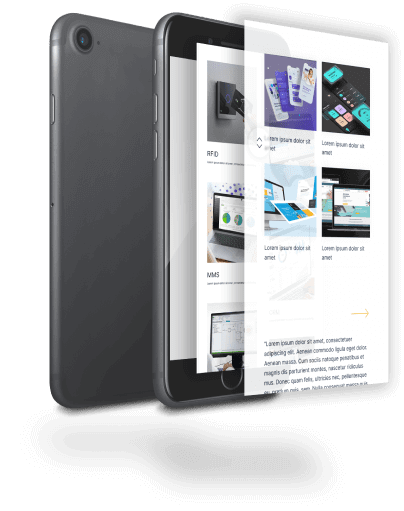 RFID
MMS
Lorem ipsum dolor sit
amet
Lorem ipsum dolor sit
amet
Lorem ipsum dolor sit
amet
Lorem ipsum dolor sit
amet
"Lorem ipsum dolor sit amet, consectetuer
adipiscing elit. Aenean commodo ligula eget dolor.
Aenean massa. Cum sociis natoque penatibus et
magnis dis parturient montes, nascetur ridiculus
mus. Donec quam felis, ultricies nec, pellentesque
eu, pretium quis, sem. Nulla consequat massa quis